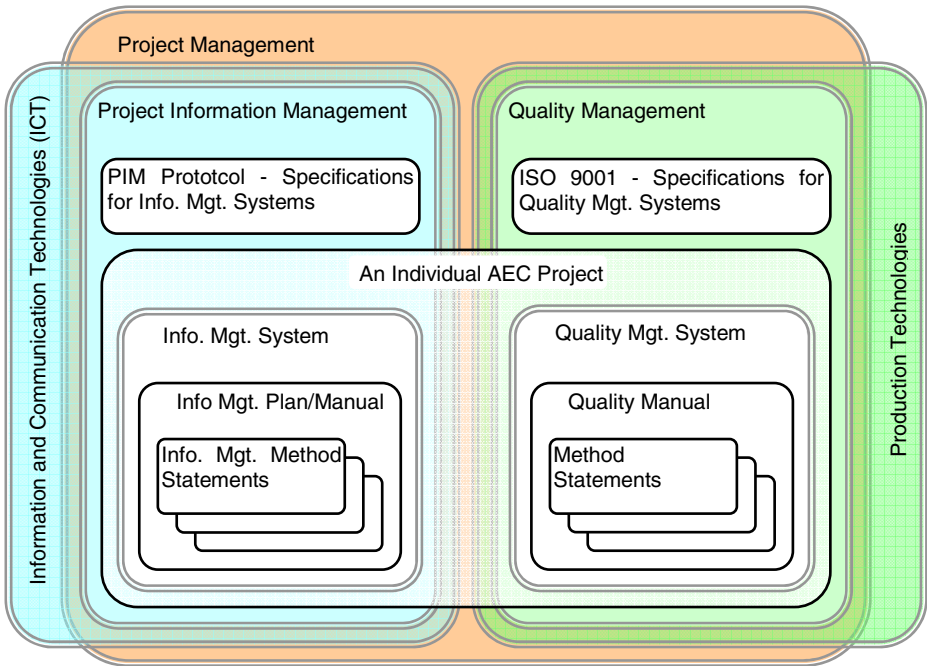 Project Management
Information and Communication Technologies (ICT)
Project Information Management
PIM Prototcol - Specifications
for Info. Mgt. Systems
Quality Management
ISO 9001 - Specifications for
Quality Mgt. Systems
Production Technologies
An Individual AEC Project
Info. Mgt. System
Info Mgt. Plan/Manual
Info. Mgt. Method
Statements
Quality Mgt. System
Quality Manual
Method
Statements